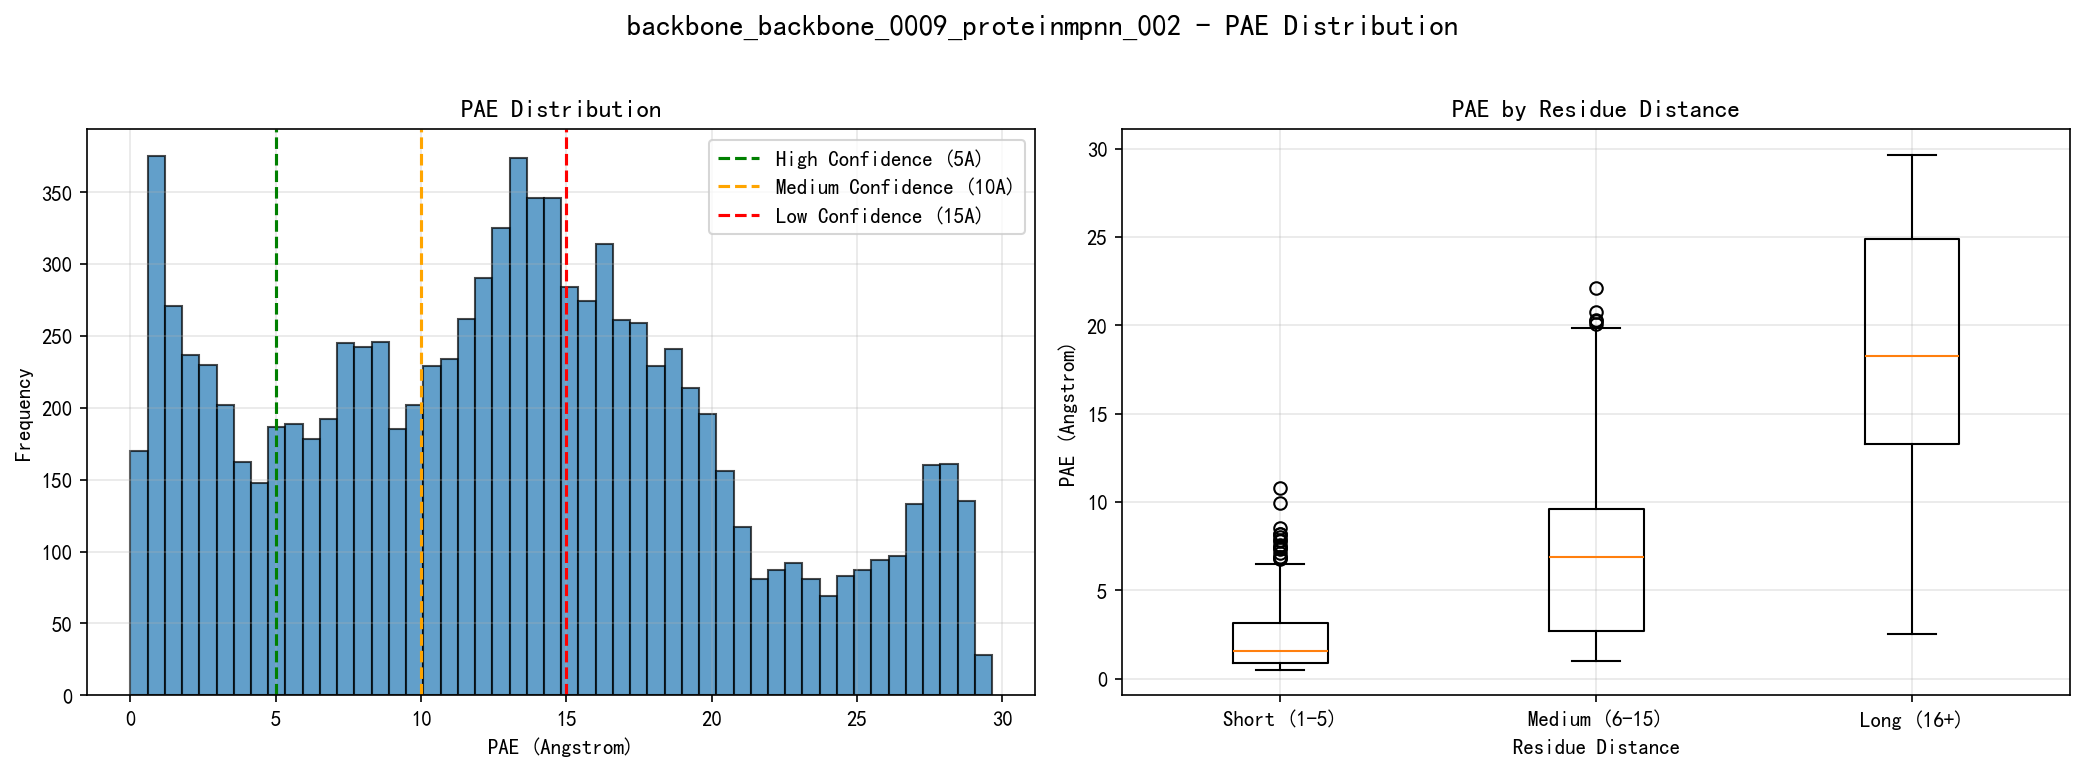 backbone_backbone_0009_proteinmpnn_002 - PAE Distribution
PAE Distribution
Frequency
350
300
250
200
150
100
50
0
0 5 10 15 20 25 30
PAE (Angstrom)
High Confidence (5A)
Medium Confidence (10A)
Low Confidence (15A)
PAE by Residue Distance
PAE (Angstrom)
30
25
20
15
10
5
0
Short (1-5) Medium (6-15) Long (16+)
Residue Distance